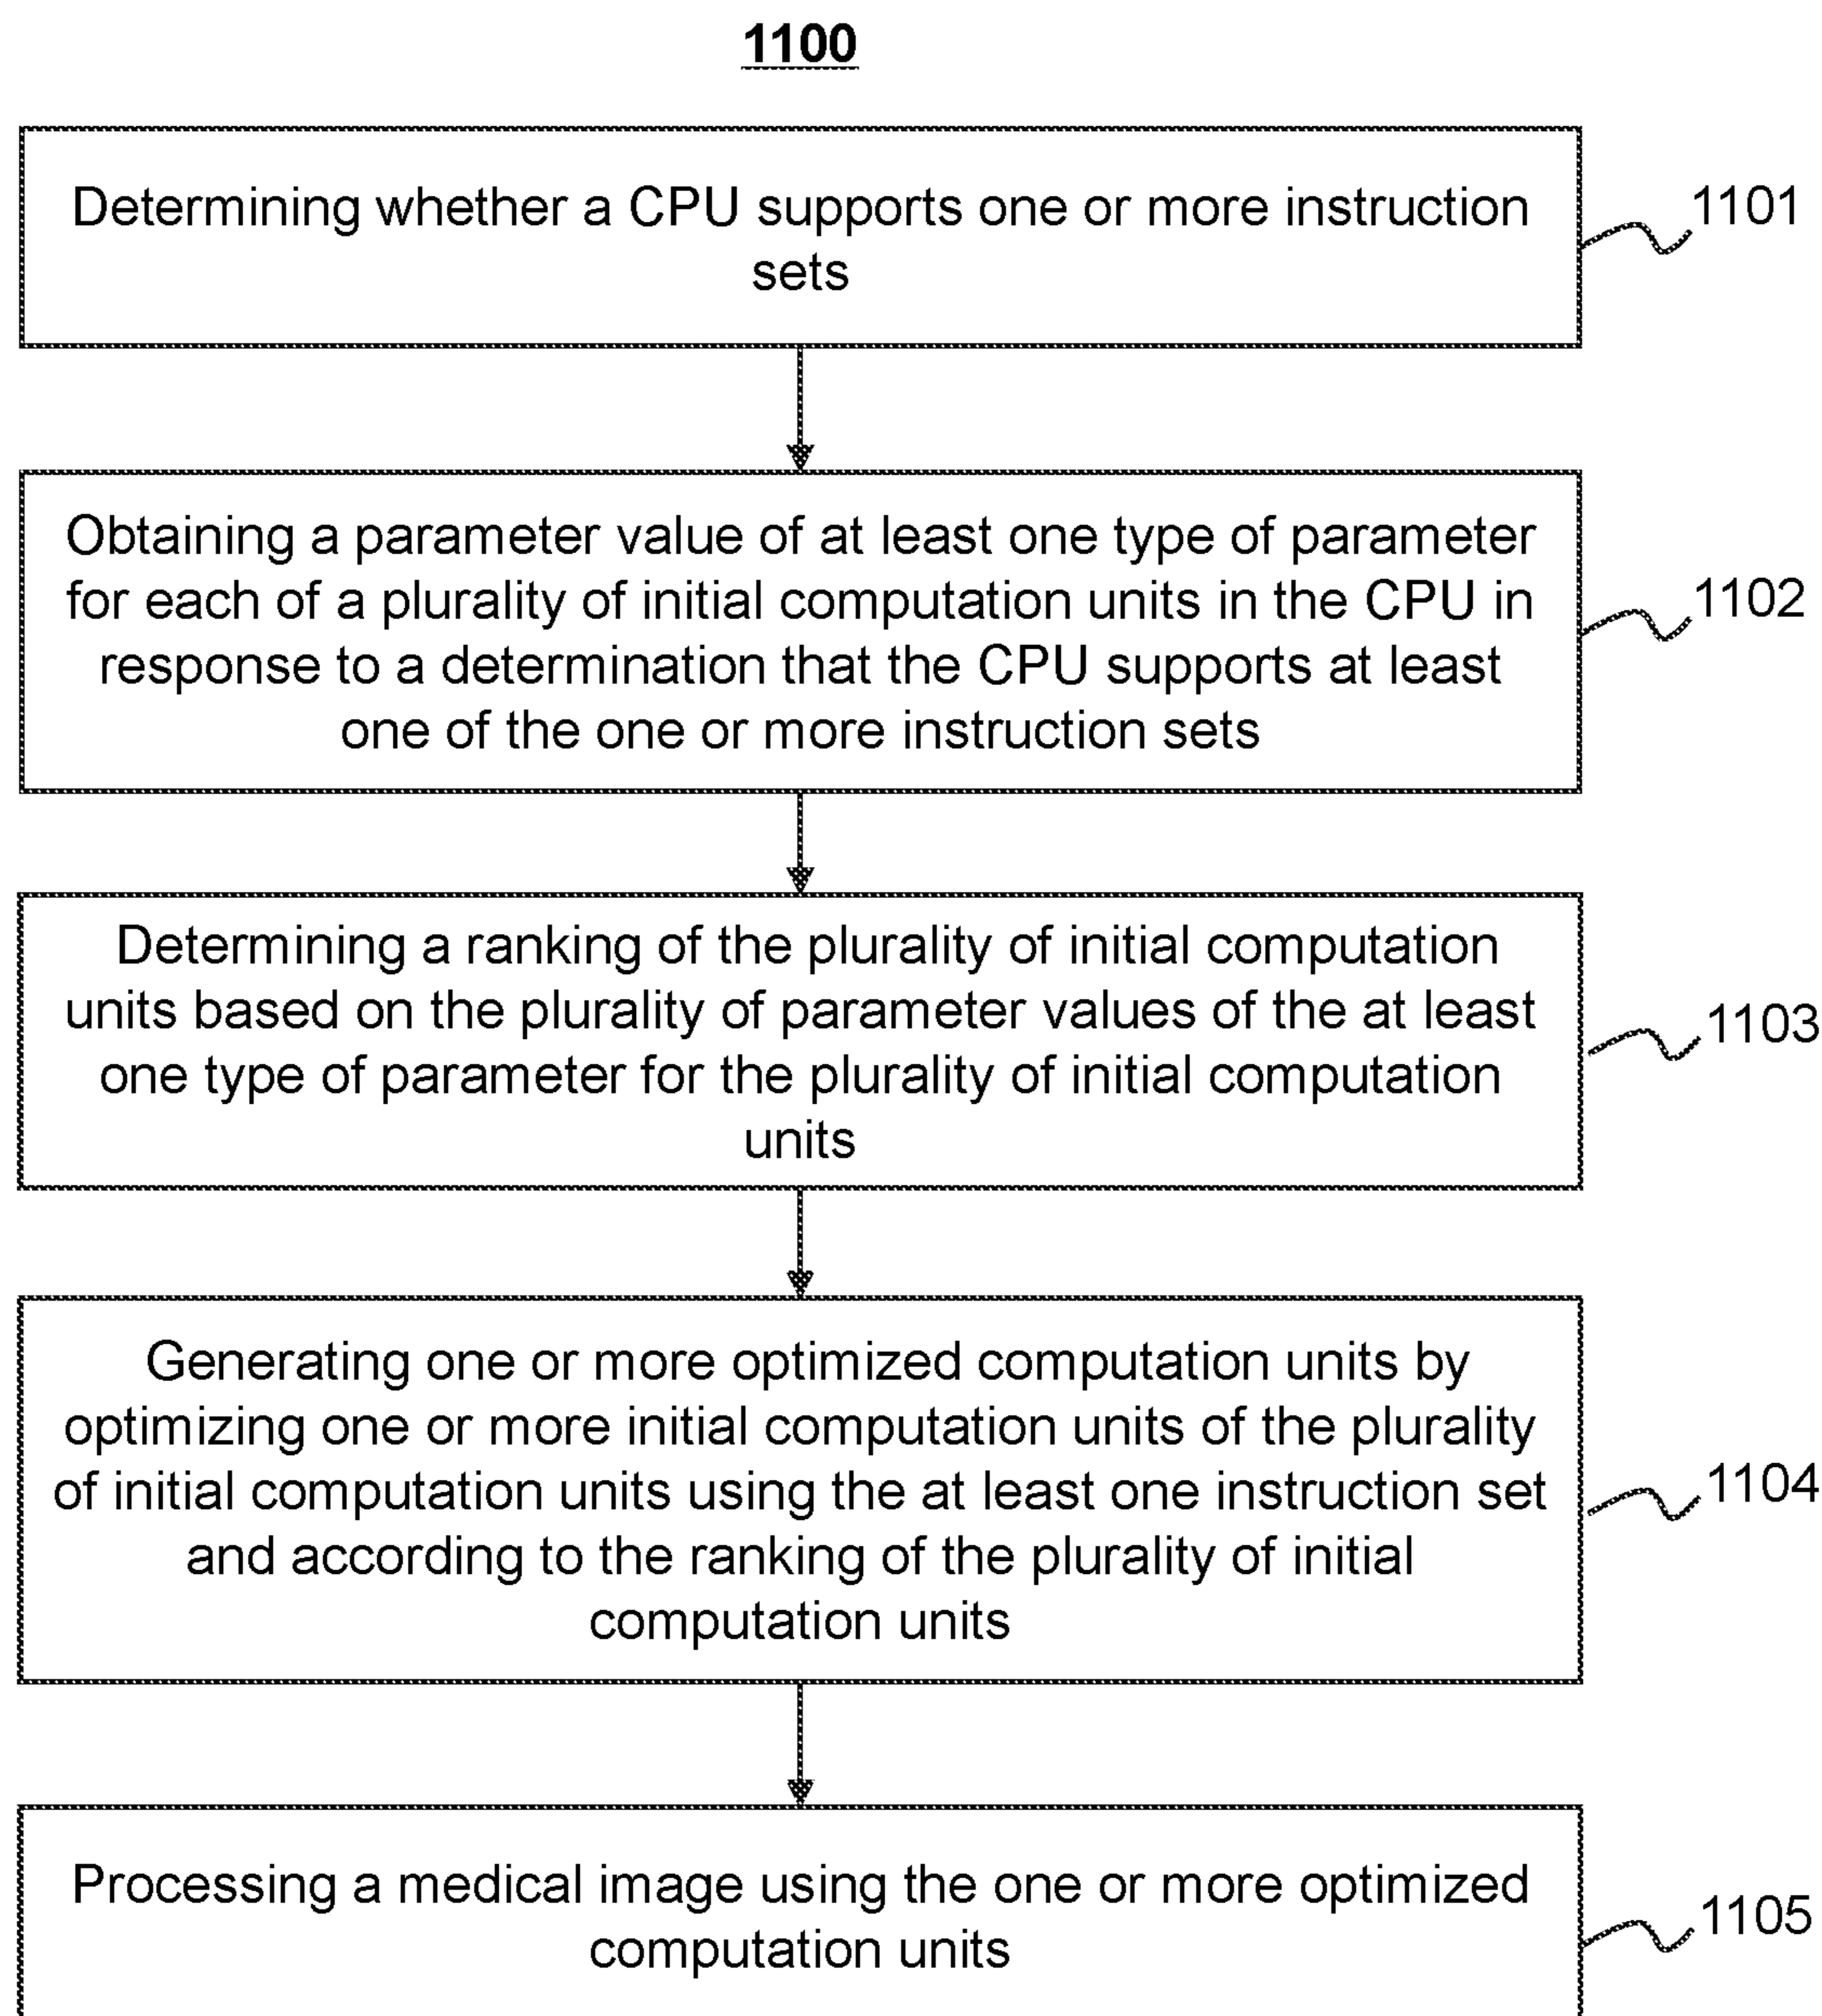 1100
Determining whether a CPU supports one or more instruction
sets
1101
Obtaining a parameter value of at least one type of parameter
for each of a plurality of initial computation units in the CPU in
response to a determination that the CPU supports at least
one of the one or more instruction sets
1102
Determining a ranking of the plurality of initial computation
units based on the plurality of parameter values of the at least
one type of parameter for the plurality of initial computation
units
1103
Generating one or more optimized computation units by
optimizing one or more initial computation units of the plurality
of initial computation units using the at least one instruction set
and according to the ranking of the plurality of initial
computation units
1104
Processing a medical image using the one or more optimized
computation units
1105